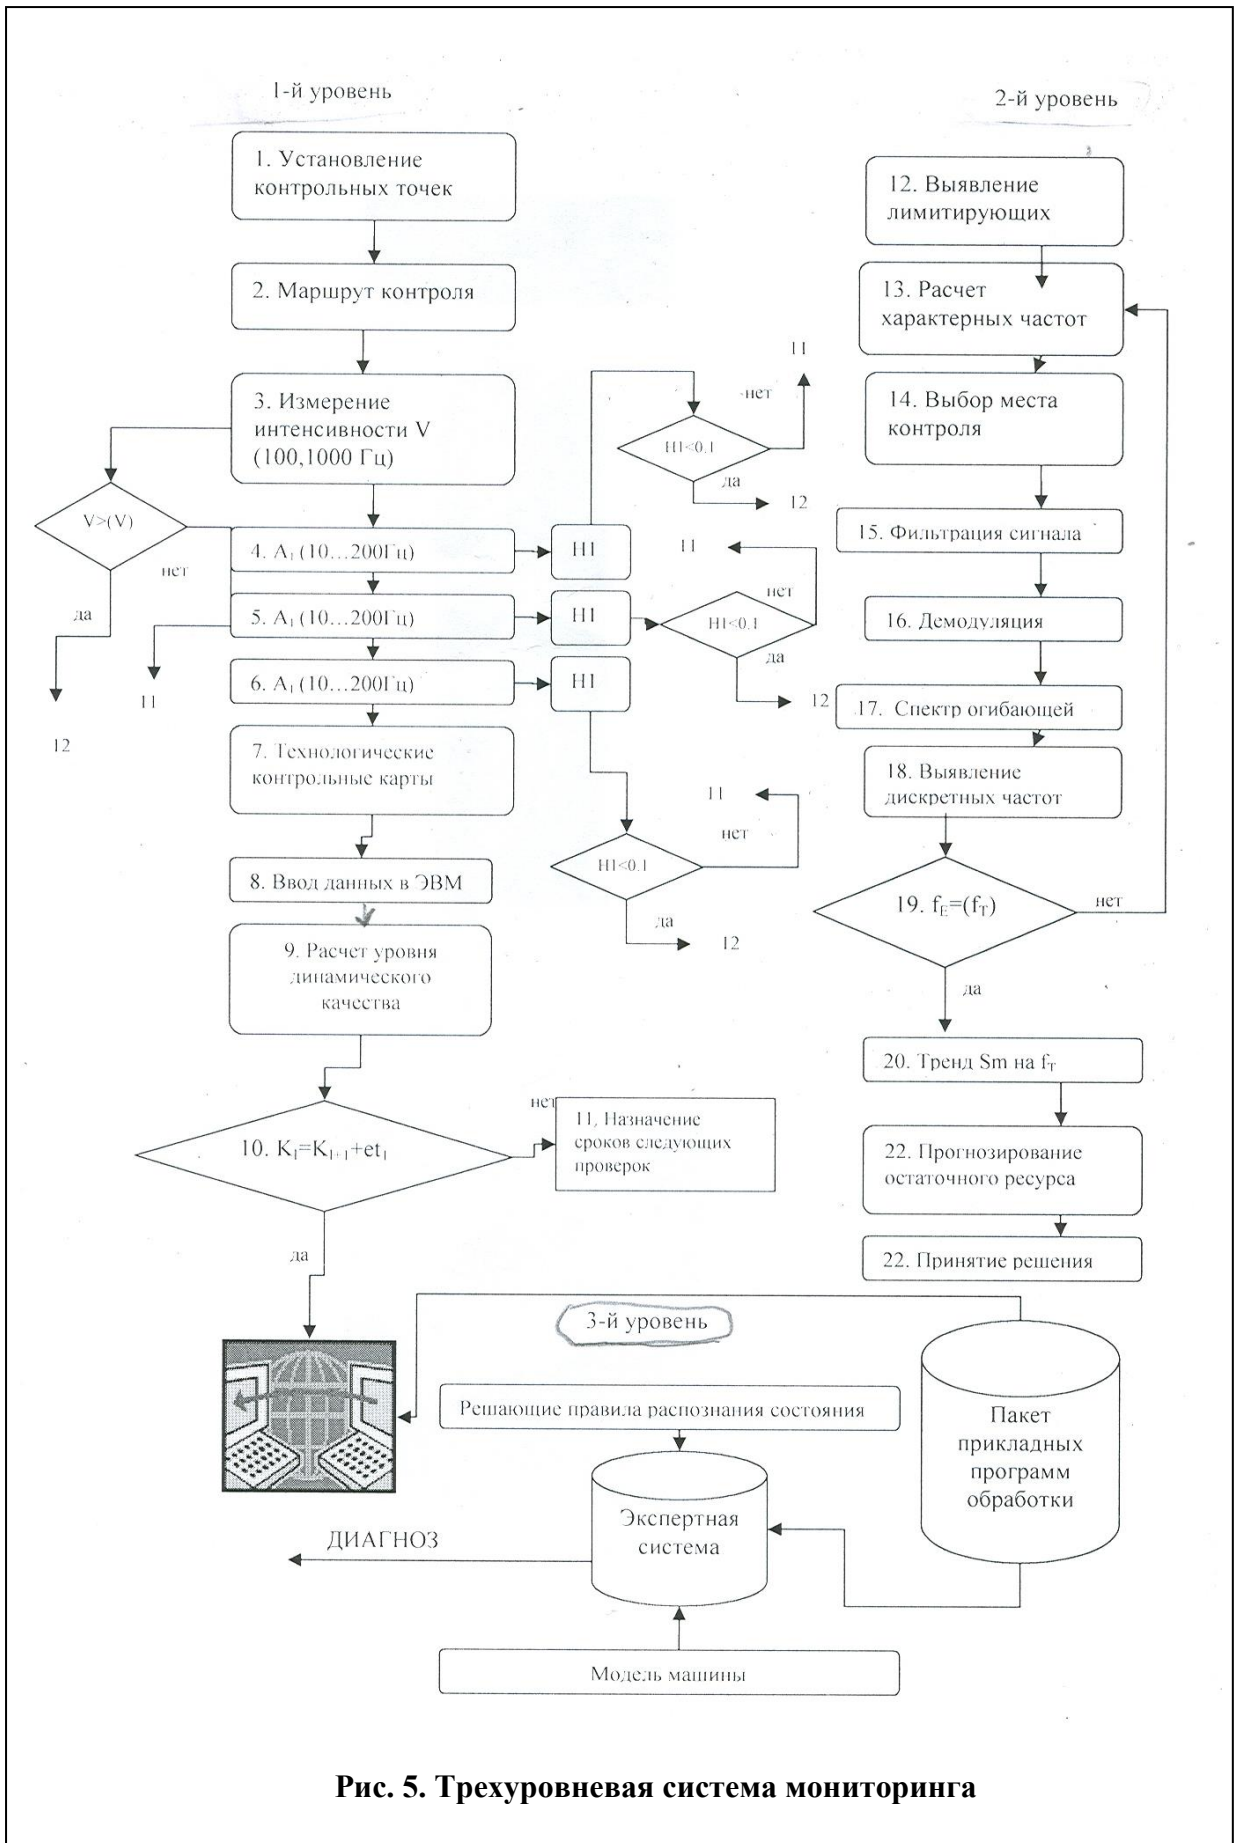 1-й уровень
1. Установление
контрольных точек
2. Маршрут контроля
3. Измерение
интенсивности V
(100,1000 Гц)
V>(V)
нет
да
11
12
4. A₁ (10...200Гц)
5. A₁ (10...200Гц)
6. A₁ (10...200Гц)
H1
H1
H1
H1<0.1
нет
11
да
12
H1<0.1
нет
11
да
12
H1<0.1
нет
11
да
12
7. Технологические
контрольные карты
8. Ввод данных в ЭВМ
9. Расчет уровня
динамического
качества
нет
да
11, Назначение
сроков следующих
проверок
2-й уровень
12. Выявление
лимитирующих
13. Расчет
характерных частот
14. Выбор места
контроля
15. Фильтрация сигнала
16. Демодуляция
17. Спектр огибающей
18. Выявление
дискретных частот
19. fE=(fT)
нет
да
20. Тренд Sm на fT
22. Прогнозирование
остаточного ресурса
22. Принятие решения
3-й уровень
Решающие правила распознания состояния
Экспертная
система
Пакет
прикладных
программ
обработки
ДИАГНОЗ
Модель машины
Рис. 5. Трехуровневая система мониторинга